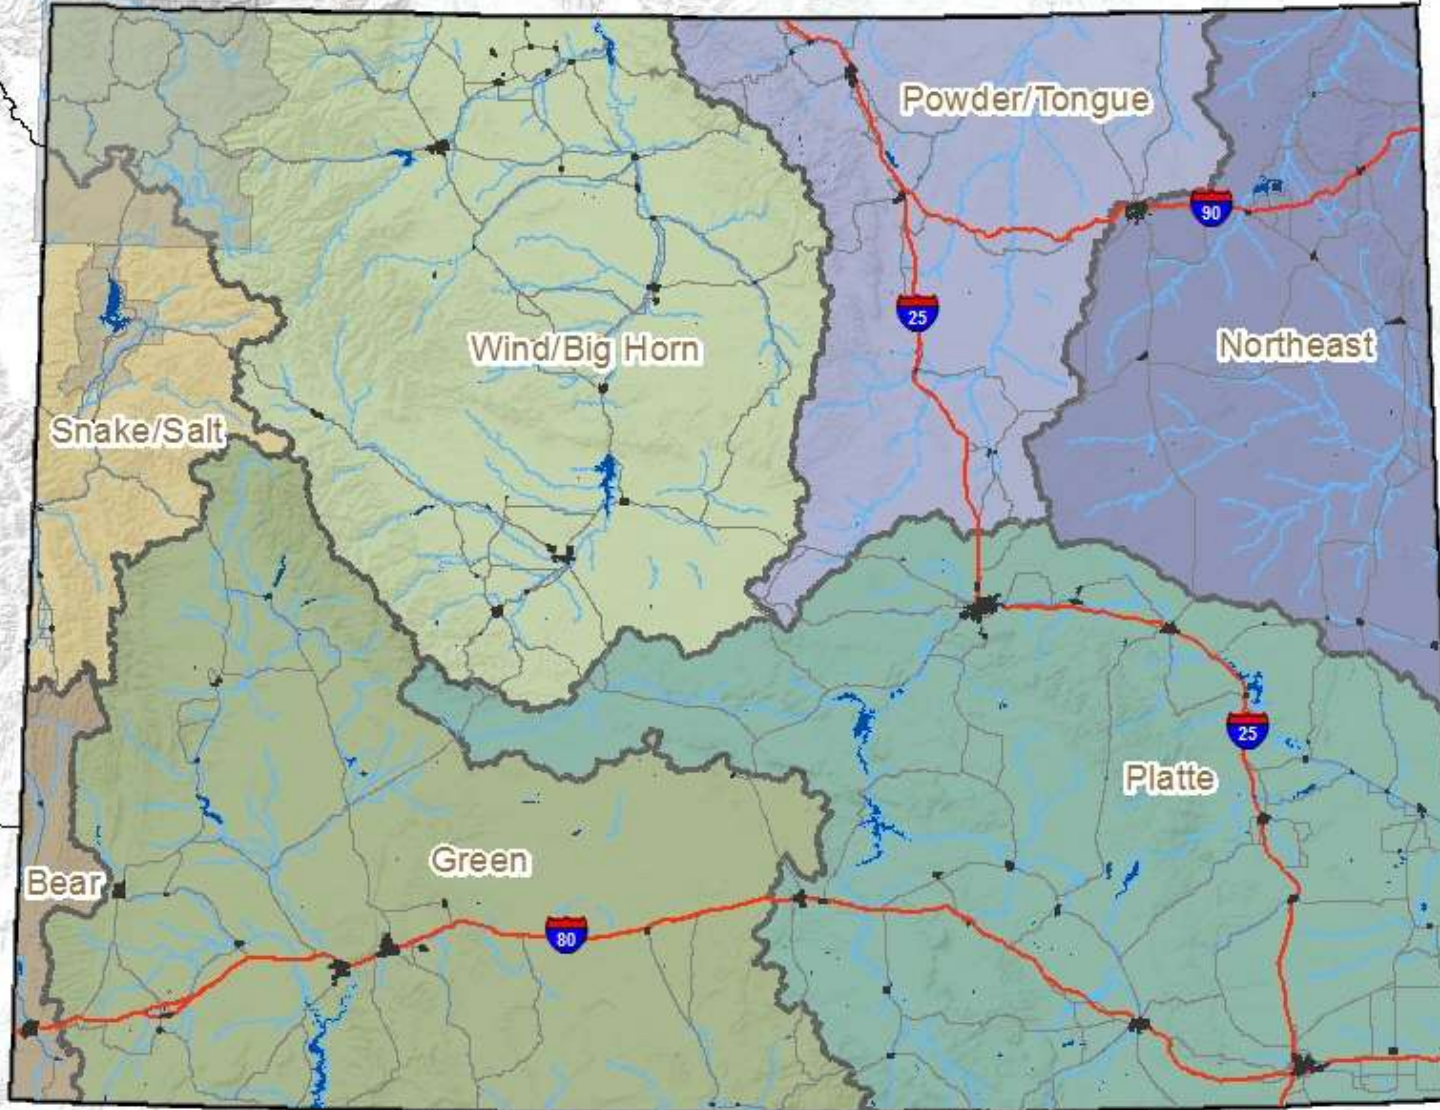 Powder/Tongue
90
25
Northeast
Wind/Big Horn
Snake/Salt
25
Platte
Green
Bear
80